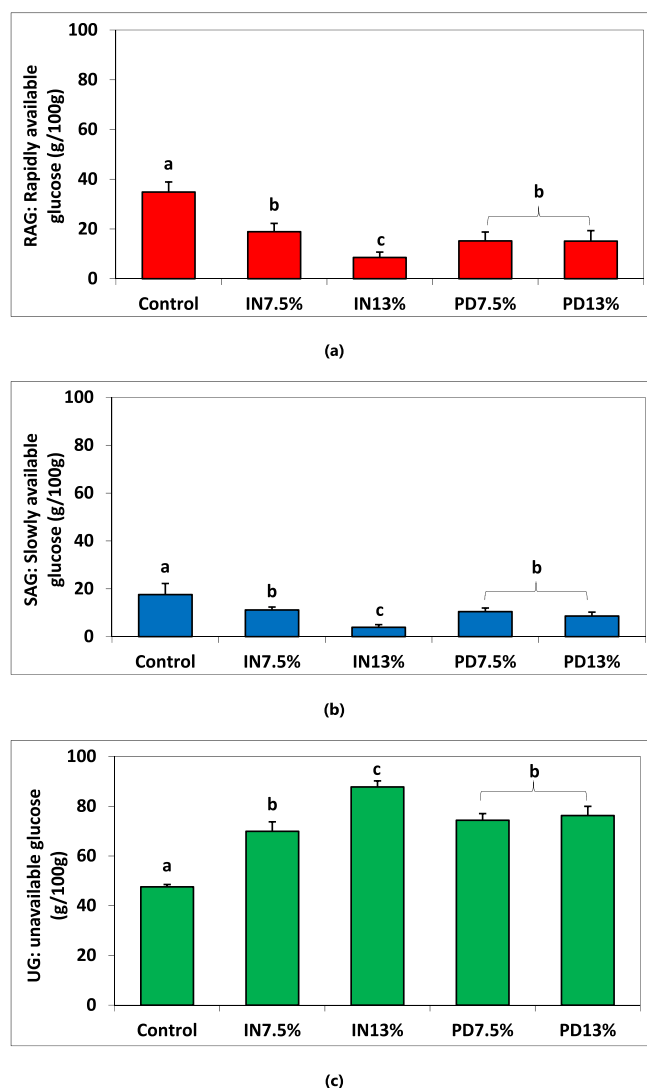 RAG: Rapidly available
glucose (g/100g)
100
80
60
40
20
0
a
b
c
b
Control IN7.5% IN13% PD7.5% PD13%
(a)
SAG: Slowly available
glucose (g/100g)
100
80
60
40
20
0
a
b
c
b
Control IN7.5% IN13% PD7.5% PD13%
(b)
UG: unavailable glucose
(g/100g)
100
80
60
40
20
0
a
b
c
b
Control IN7.5% IN13% PD7.5% PD13%
(c)